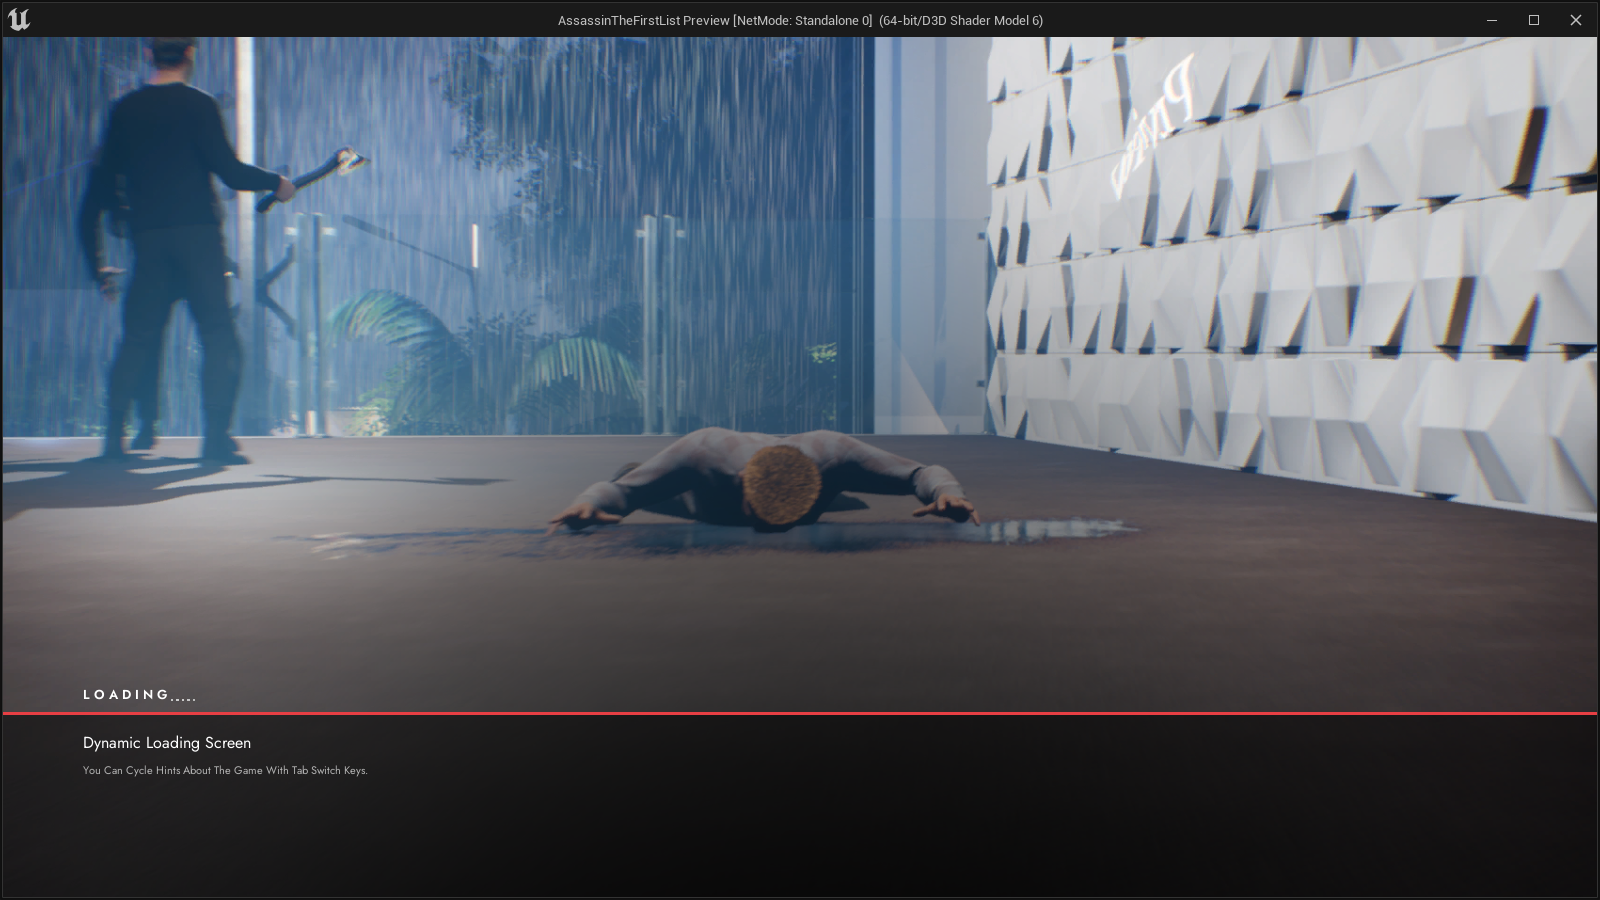 AssassinTheFirstList Preview [NetMode: Standalone 0] (64-bit/D3D Shader Model 6)
LOADING.....
Dynamic Loading Screen
You Can Cycle Hints About The Game With Tab Switch Keys.